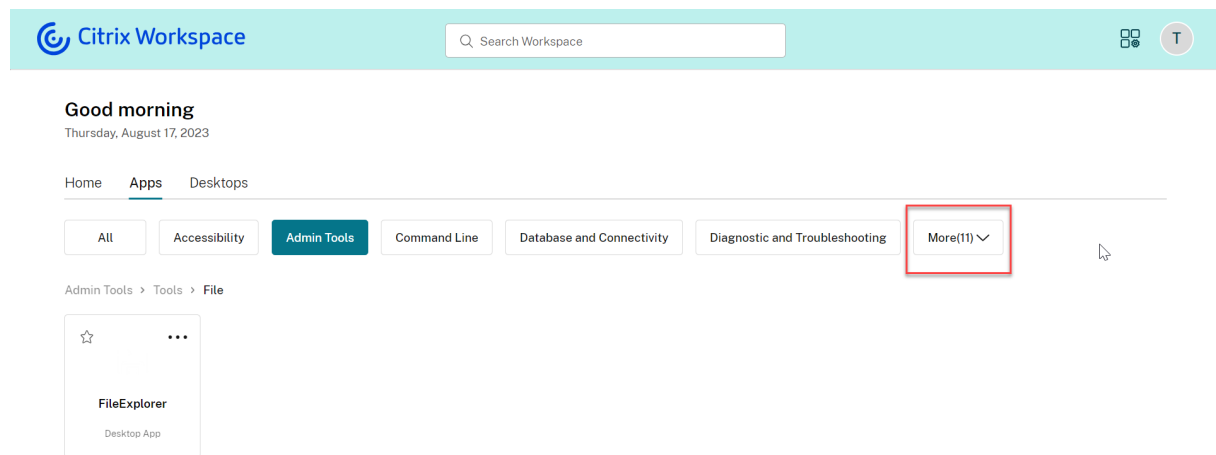 Citrix Workspace
Search Workspace
T
Good morning
Thursday, August 17, 2023
Home Apps Desktops
All Accessibility Admin Tools Command Line Database and Connectivity Diagnostic and Troubleshooting More(11)
Admin Tools > Tools > File
FileExplorer
Desktop App